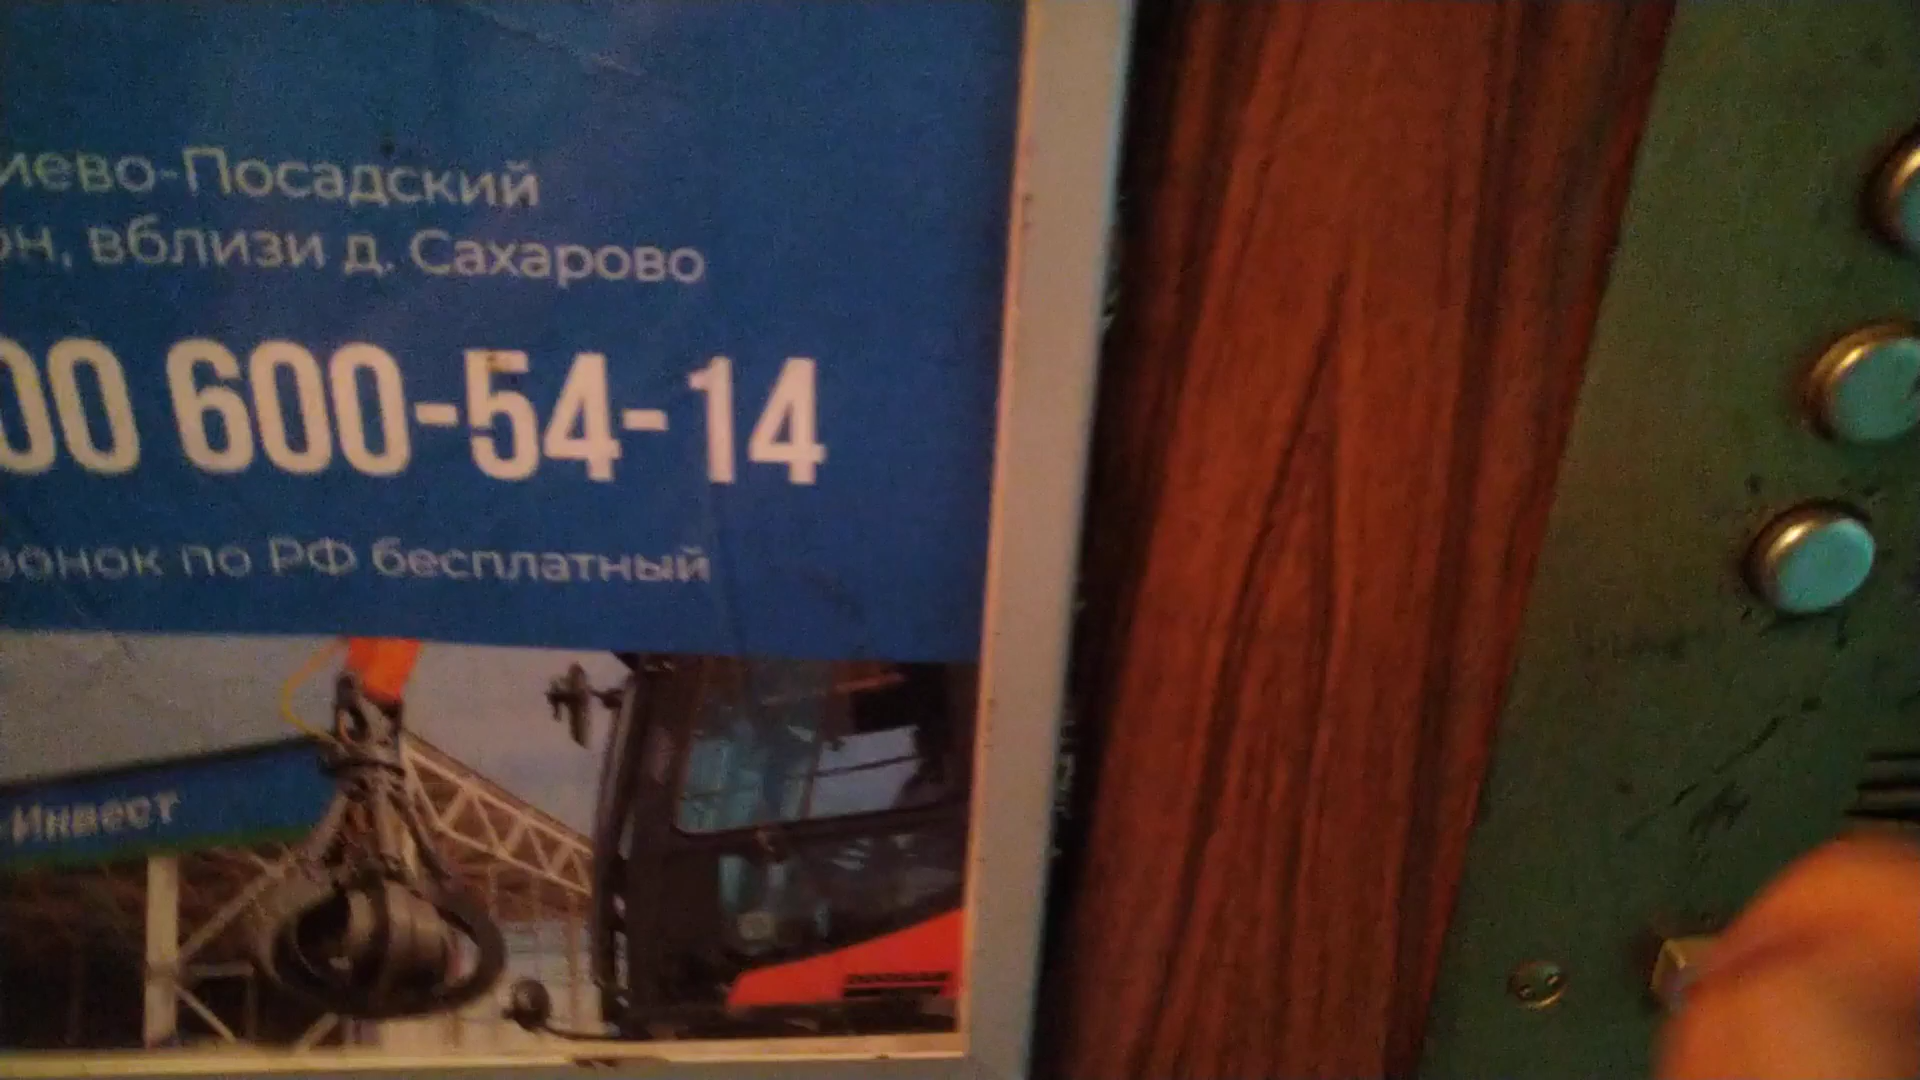 иево-Посадский
он, вблизи д. Сахарово
00 600-54-14
вонок по РФ бесплатный
-Инвест